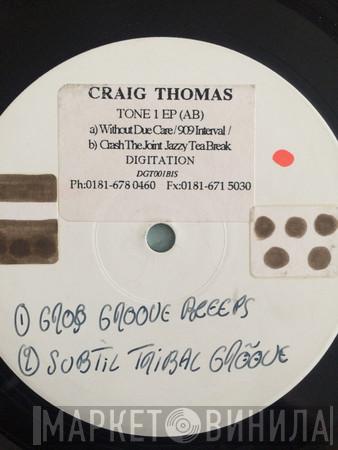 CRAIG THOMAS
TONE 1 EP (AB)
a) Without Due Care / 909 Interval /
b) Crash The Joint Jazzy Tea Break
DIGITATION
DGT001BIS
Ph:0181-678 0460 Fx:0181-671 5030
① GROB GROOVE BLEEPS
② SUBTIL TRIBAL GROOVE
МАРКЕТ ВИНИЛА